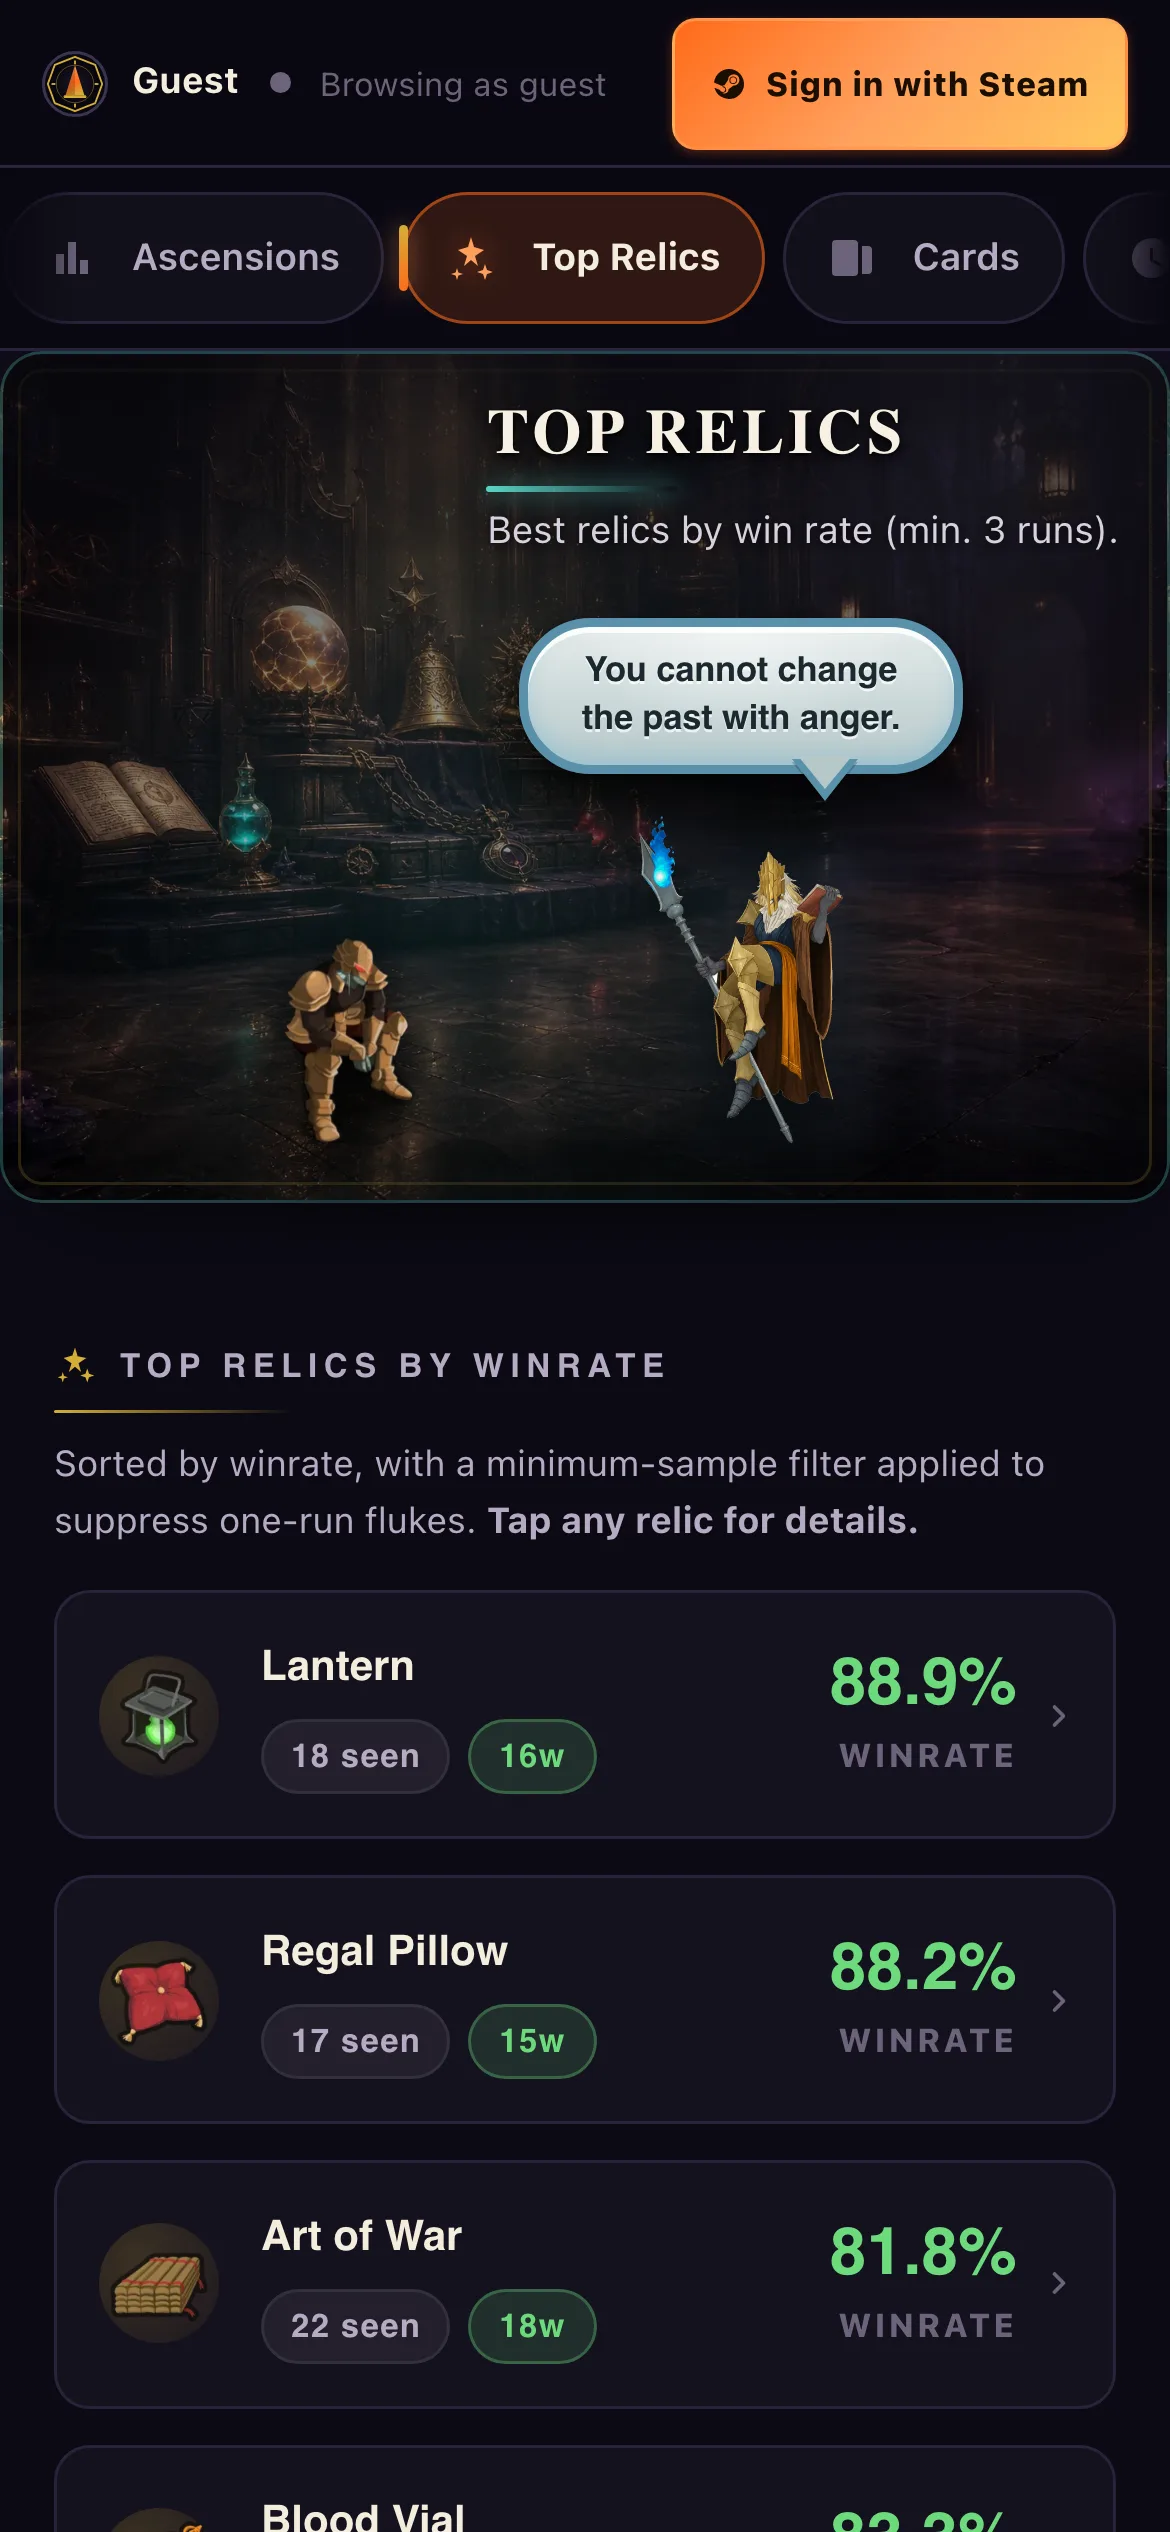 Guest
Browsing as guest
Sign in with Steam
Ascensions
Top Relics
Cards
TOP RELICS
Best relics by win rate (min. 3 runs).
You cannot change
the past with anger.
TOP RELICS BY WINRATE
Sorted by winrate, with a minimum-sample filter applied to
suppress one-run flukes. Tap any relic for details.
Lantern
88.9%
18 seen
16w
WINRATE
Regal Pillow
88.2%
17 seen
15w
WINRATE
Art of War
81.8%
22 seen
18w
WINRATE
Blood Vial